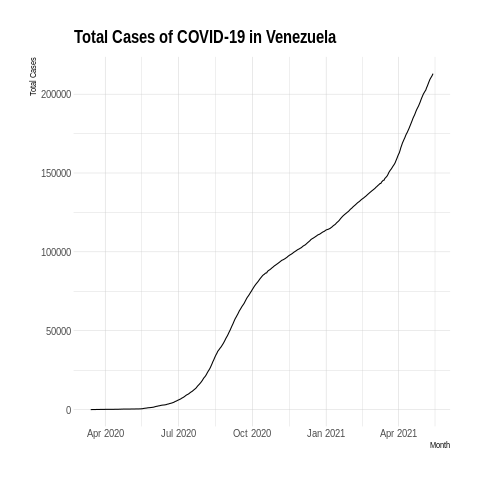 Total Cases of COVID-19 in Venezuela
Total Cases
200000
150000
100000
50000
0
Apr 2020 Jul 2020 Oct 2020 Jan 2021 Apr 2021
Month